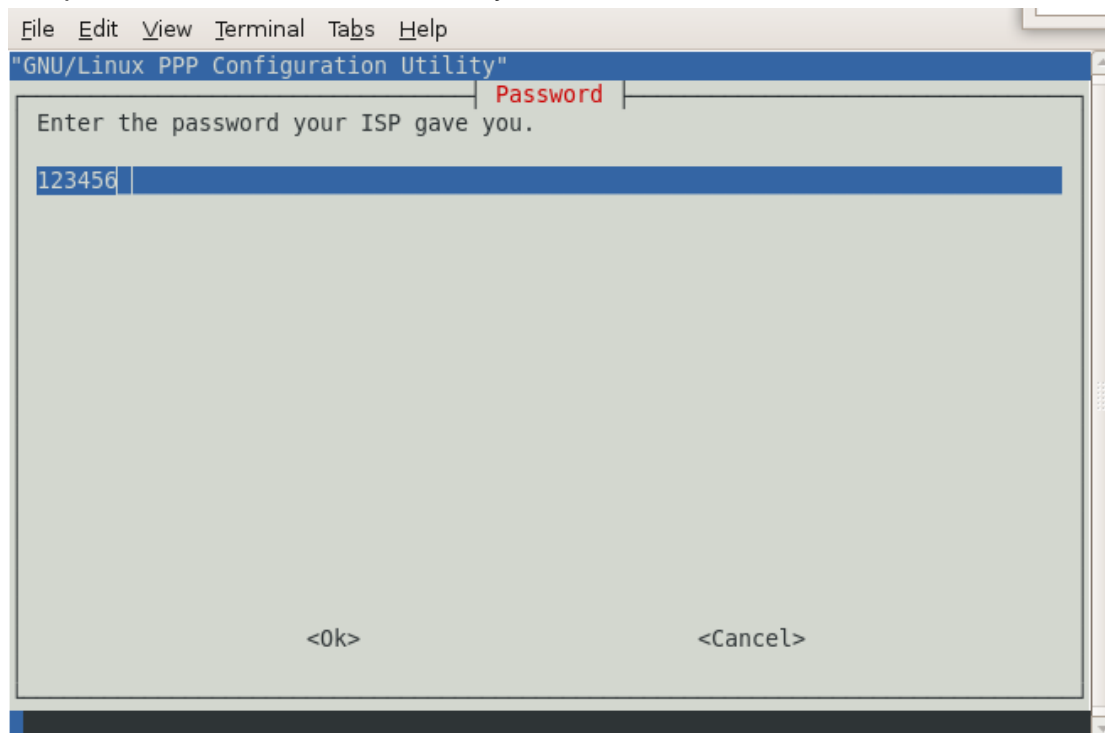 File Edit View Terminal Tabs Help
"GNU/Linux PPP Configuration Utility"
Password
Enter the password your ISP gave you.
123456
<Ok> <Cancel>